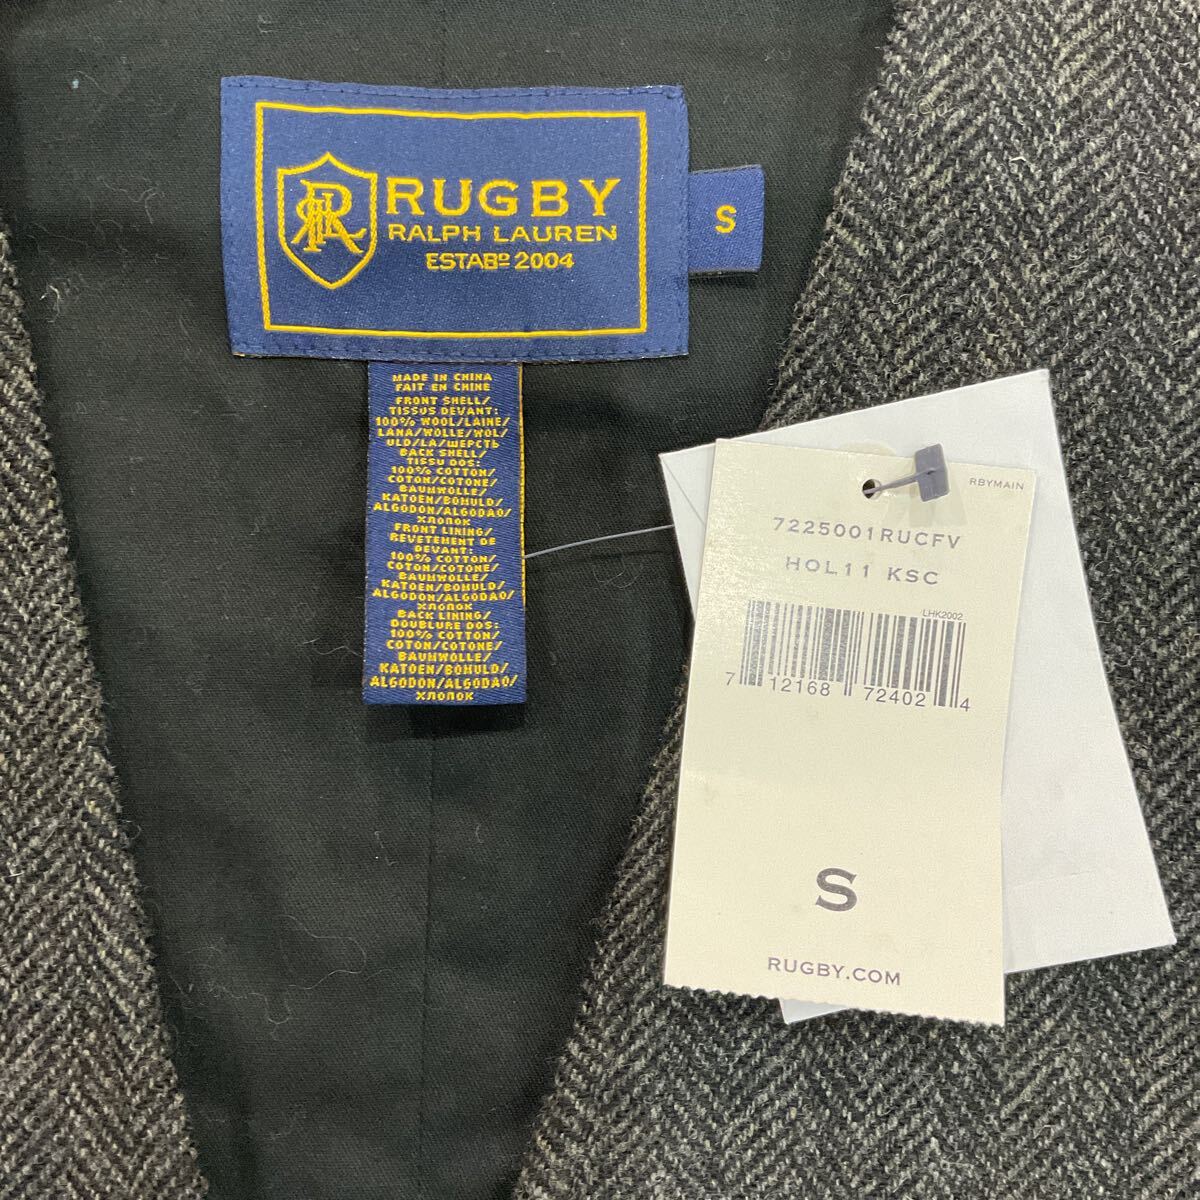 RUGBY
RALPH LAUREN
ESTABD 2004
S
MADE IN CHINA
FAIT EN CHINE
FRONT SHELL/
TISSUS DEVANT:
100% WOOL/LAINE/
LANA/WOLLE/WOL/
ULD/LA/ШЕРСТЬ
BACK SHELL/
TISSU DOS:
100% COTTON/
COTON/COTONE/
BAUMWOLLE/
KATOEN/BOMULD/
ALGODON/ALGODAO/
ХЛОПОК
FRONT LINING/
REVETEMENT DE
DEVANT:
100% COTTON/
COTON/COTONE/
BAUMWOLLE/
KATOEN/BOMULD/
ALGODON/ALGODAO/
ХЛОПОК
BACK LINING/
DOUBLURE DOS:
100% COTTON/
COTON/COTONE/
BAUMWOLLE/
KATOEN/BOMULD/
ALGODON/ALGODAO/
ХЛОПОК
RBYMAIN
7225001RUCFV
HOL11 KSC
LHK2002
7 12168 72402 4
S
RUGBY.COM